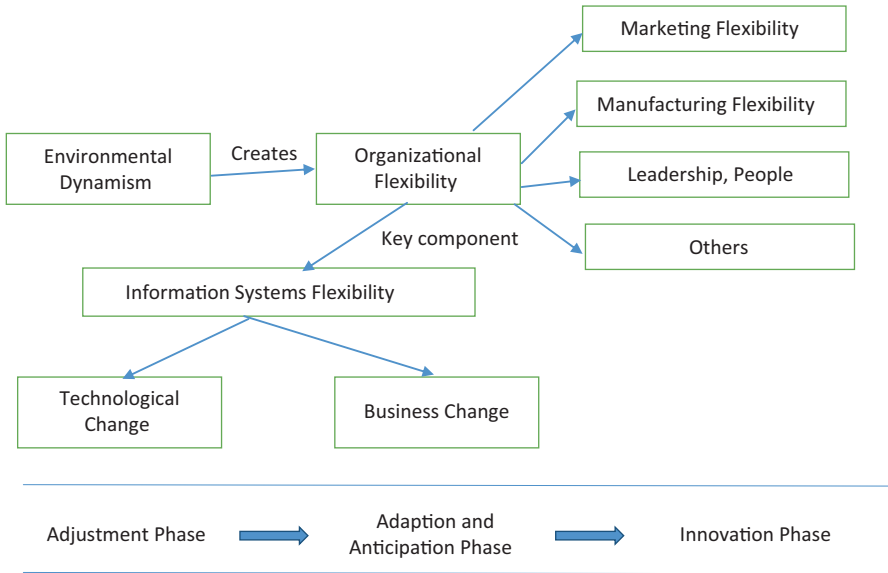 Marketing Flexibility
Manufacturing Flexibility
Environmental
Dynamism
Creates
Organizational
Flexibility
Leadership, People
Others
Key component
Information Systems Flexibility
Technological
Change
Business Change
Adjustment Phase
Adaption and
Anticipation Phase
Innovation Phase